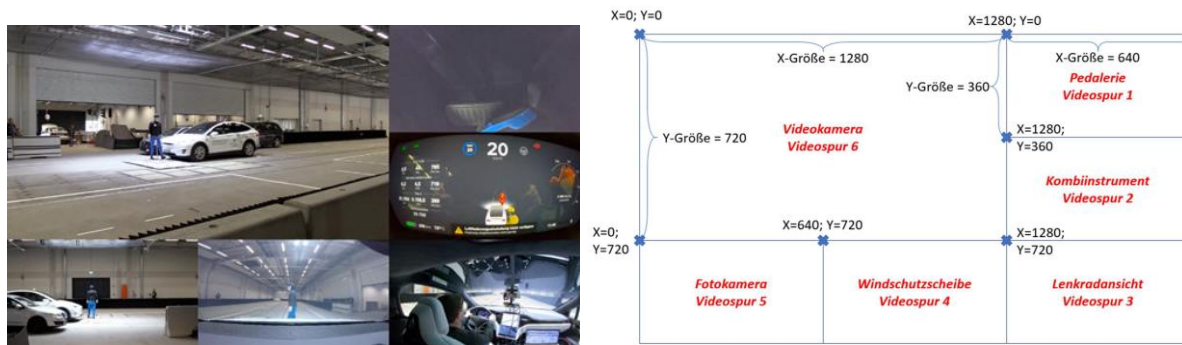 X=0; Y=0
X=1280; Y=0
X-Größe = 1280
X-Größe = 640
Pedalerie
Videospur 1
Y-Größe = 360
Videokamera
Videospur 6
Y-Größe = 720
X=1280;
Y=360
Kombiinstrument
Videospur 2
X=0;
Y=720
X=640; Y=720
X=1280;
Y=720
Fotokamera
Videospur 5
Windschutzscheibe
Videospur 4
Lenkradansicht
Videospur 3
20